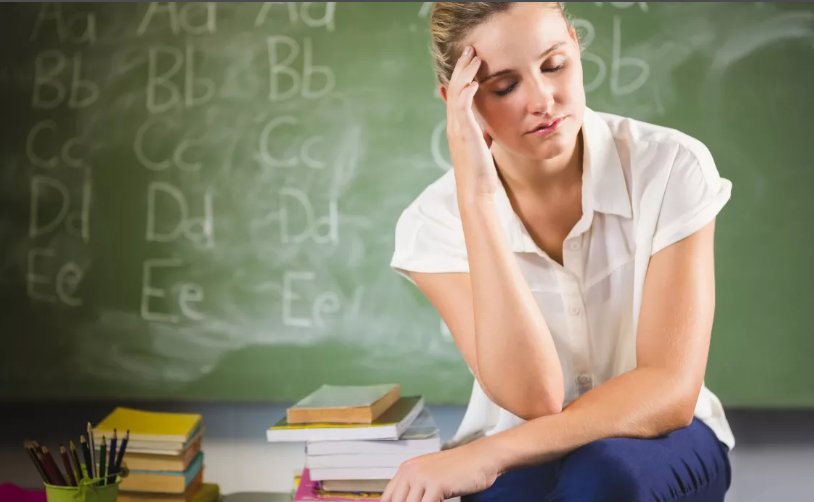 Aa Aa Aa
Bb Bb Bb Bb
Cc Cc Cc
Dd Dd Dd
Ee Ee Ee